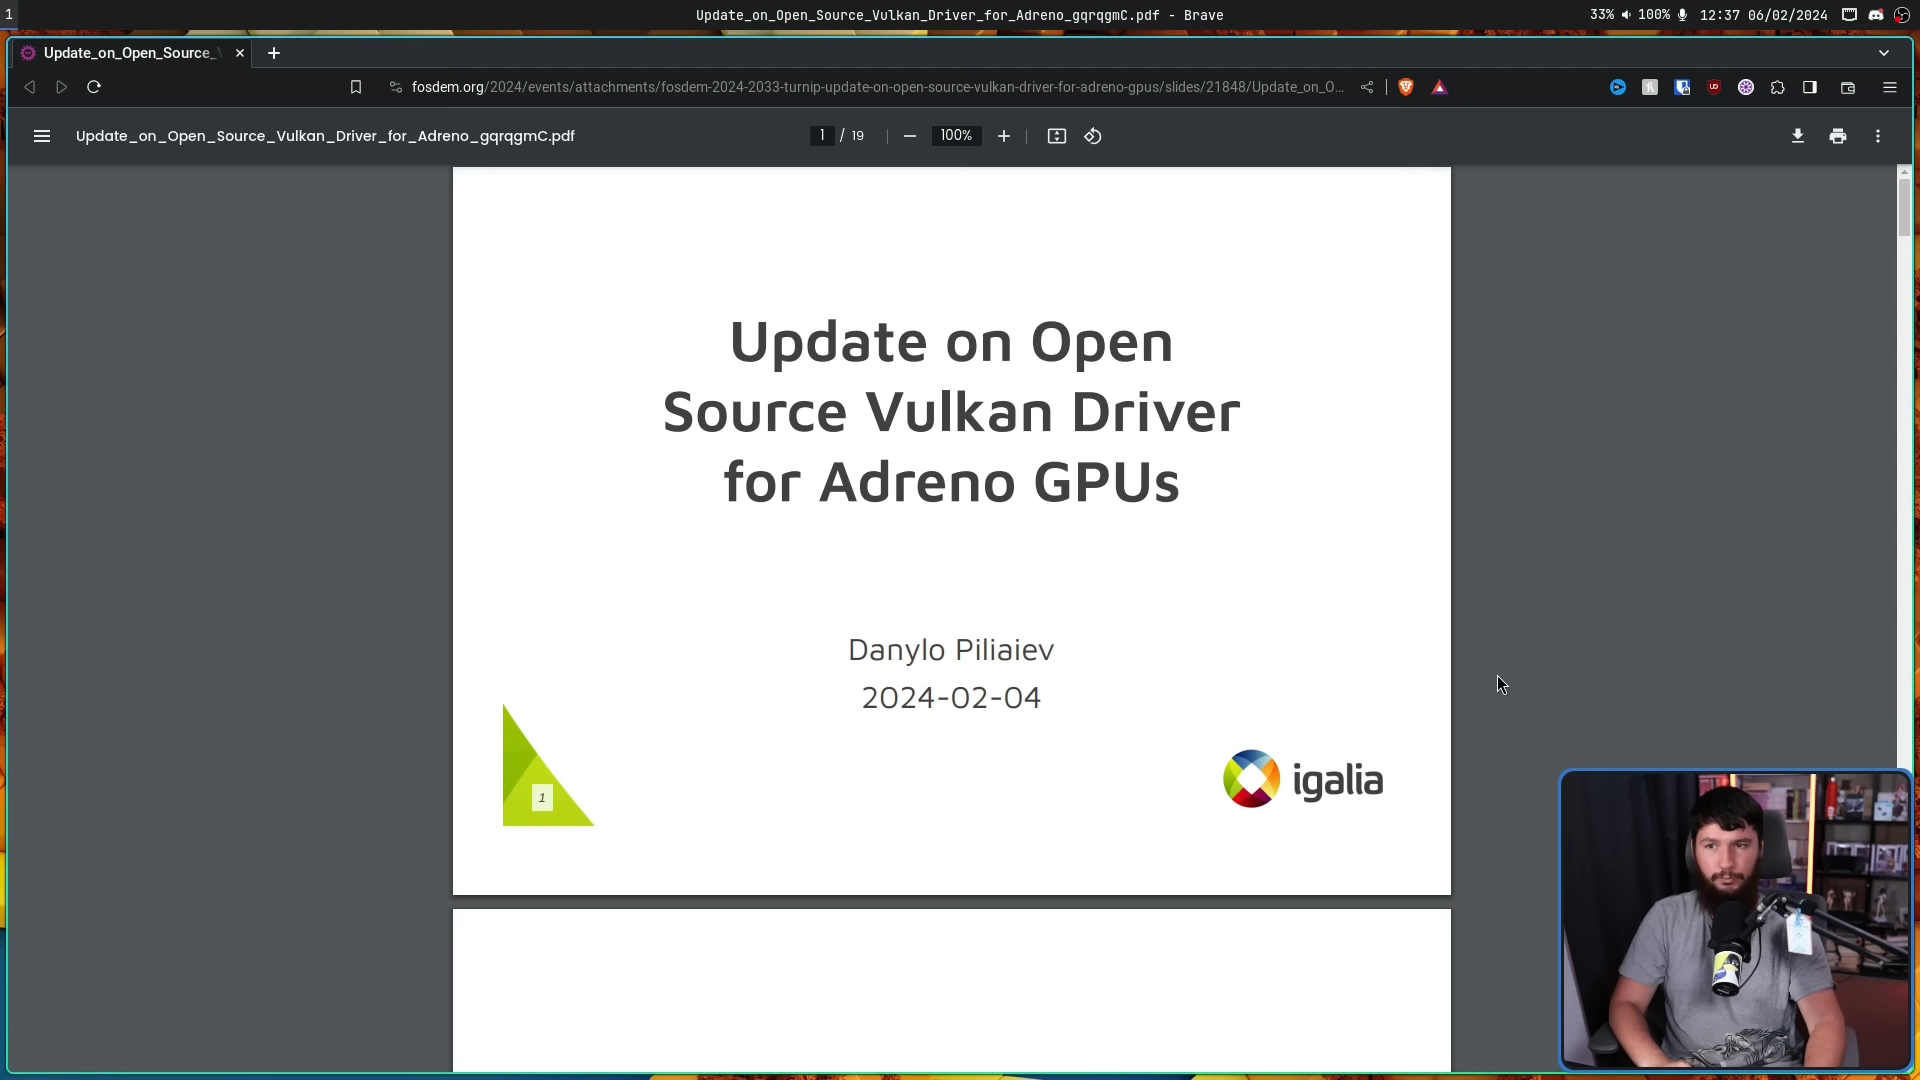 1
Update_on_Open_Source_Vulkan_Driver_for_Adreno_gqrqgmC.pdf - Brave
33% 100% 12:37 06/02/2024
Update_on_Open_Source_
fosdem.org/2024/events/attachments/fosdem-2024-2033-turnip-update-on-open-source-vulkan-driver-for-adreno-gpus/slides/21848/Update_on_O...
Update_on_Open_Source_Vulkan_Driver_for_Adreno_gqrqgmC.pdf
1 / 19
100%
Update on Open
Source Vulkan Driver
for Adreno GPUs
Danylo Piliaiev
2024-02-04
1
igalia